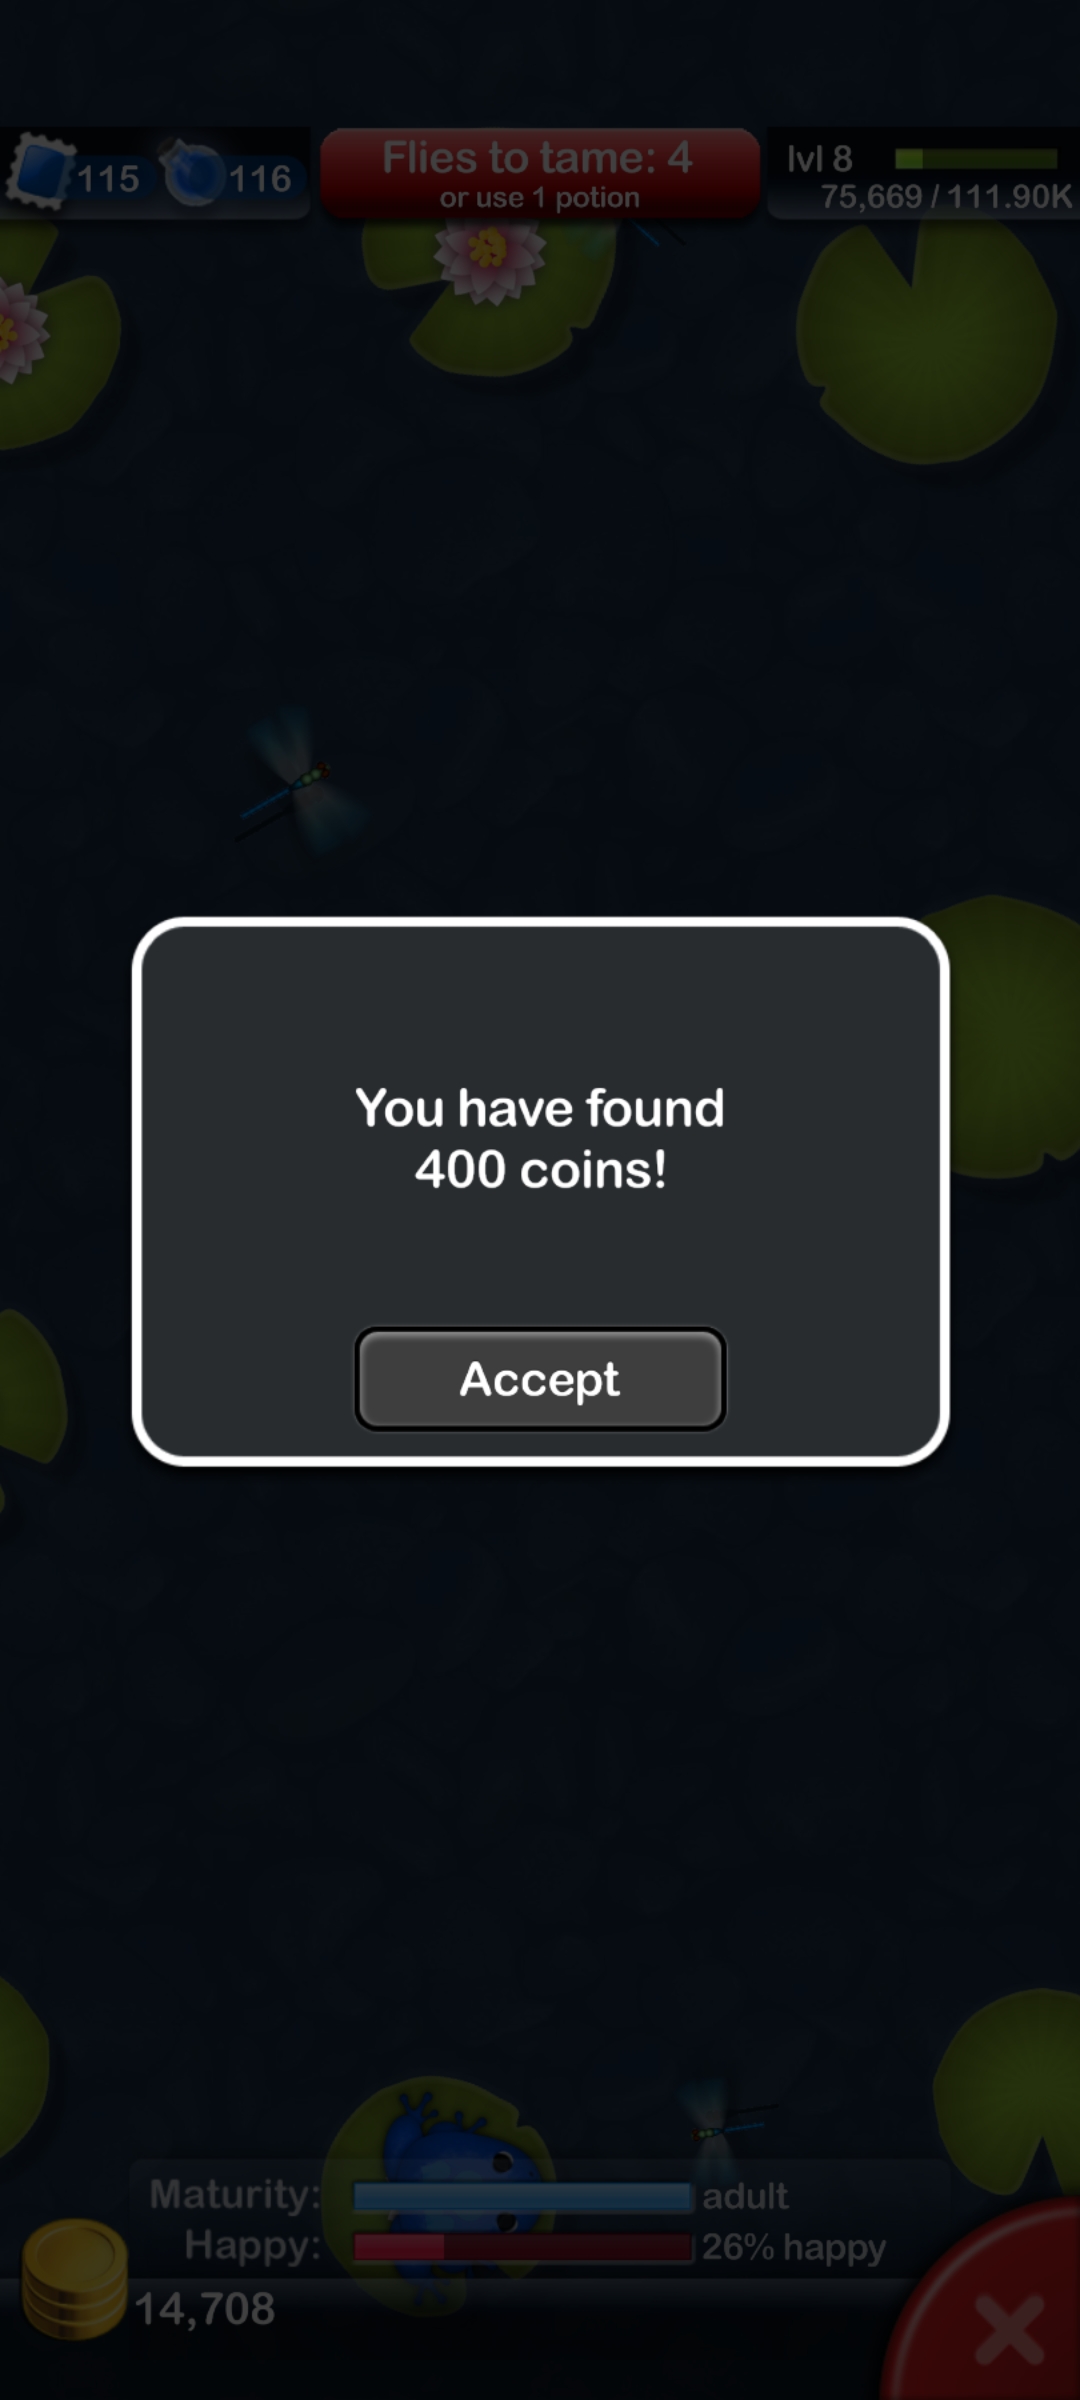 115
116
Flies to tame: 4
or use 1 potion
lvl 8
75,669 / 111.90K
You have found
400 coins!
Accept
Maturity: adult
Happy: 26% happy
14,708